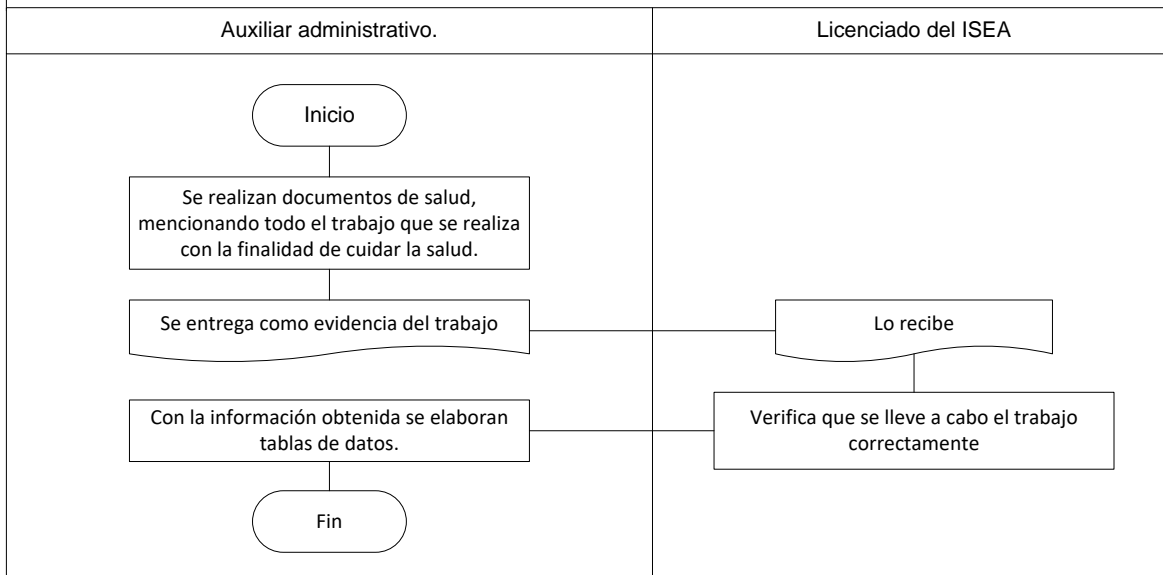 Auxiliar administrativo.
Licenciado del ISEA
Inicio
Se realizan documentos de salud,
mencionando todo el trabajo que se realiza
con la finalidad de cuidar la salud.
Se entrega como evidencia del trabajo
Lo recibe
Verifica que se lleve a cabo el trabajo
correctamente
Con la información obtenida se elaboran
tablas de datos.
Fin